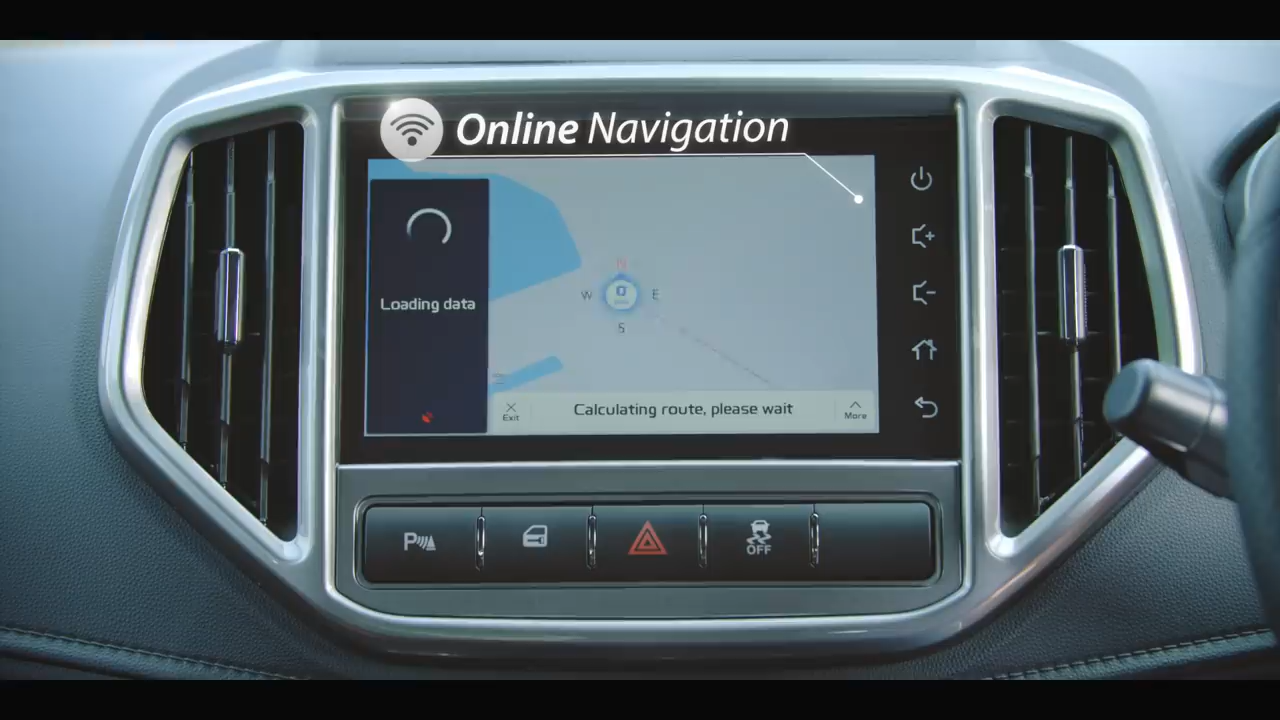 Online Navigation
Loading data
N
W
E
S
Exit
Calculating route, please wait
More
P
OFF